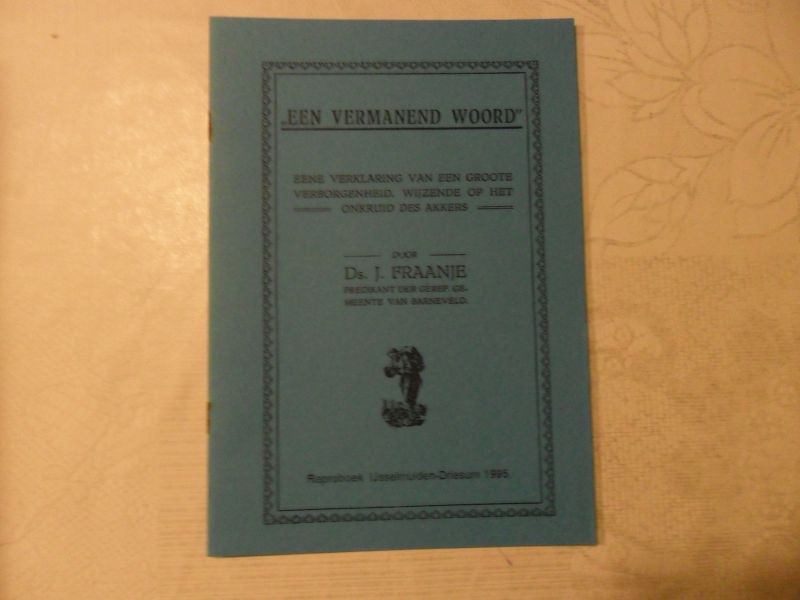 „EEN VERMANEND WOORD"
EENE VERKLARING VAN EEN GROOTE
VERBORGENHEID, WIJZENDE OP HET
ONKRUID DES AKKERS
DOOR
Ds. J. FRAANJE
PREDIKANT DER GEREF. GE-
MEENTE VAN BARNEVELD.
Reproboek IJsselmuiden-Driesum 1995